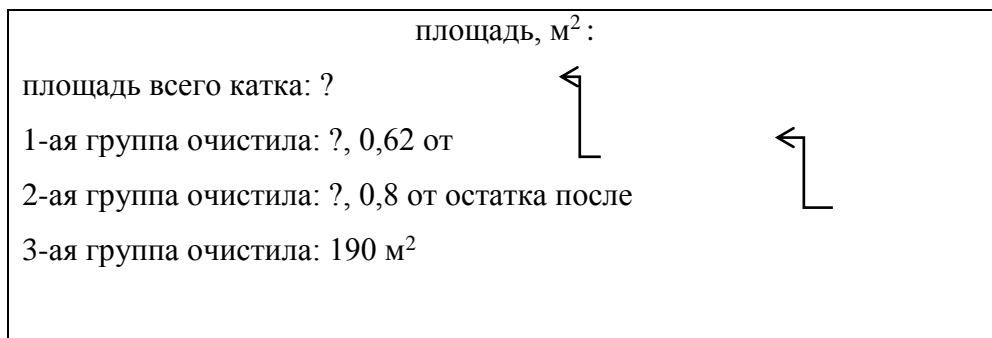 площадь, м² :
площадь всего катка: ?
1-ая группа очистила: ?, 0,62 от
2-ая группа очистила: ?, 0,8 от остатка после
3-ая группа очистила: 190 м²